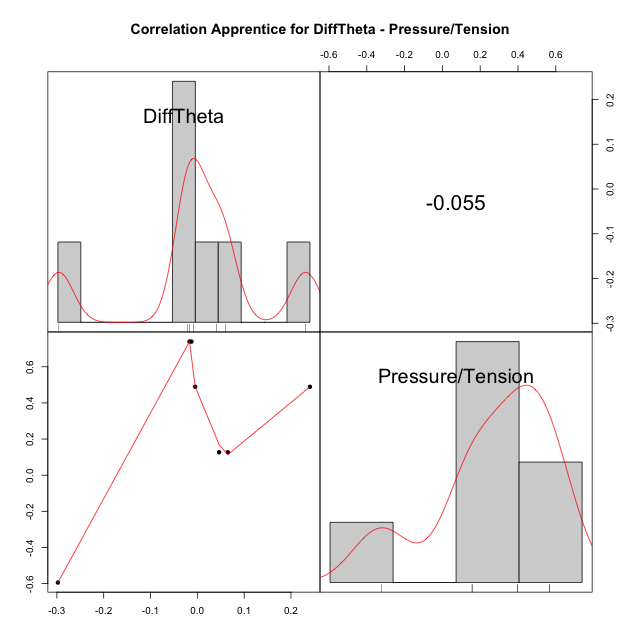 Correlation Apprentice for DiffTheta - Pressure/Tension
-0.6 -0.4 -0.2 0.0 0.2 0.4 0.6
DiffTheta
0.2
0.1
0.0
-0.1
-0.2
-0.3
-0.055
0.6
0.4
0.2
0.0
-0.2
-0.4
-0.6
Pressure/Tension
-0.3 -0.2 -0.1 0.0 0.1 0.2